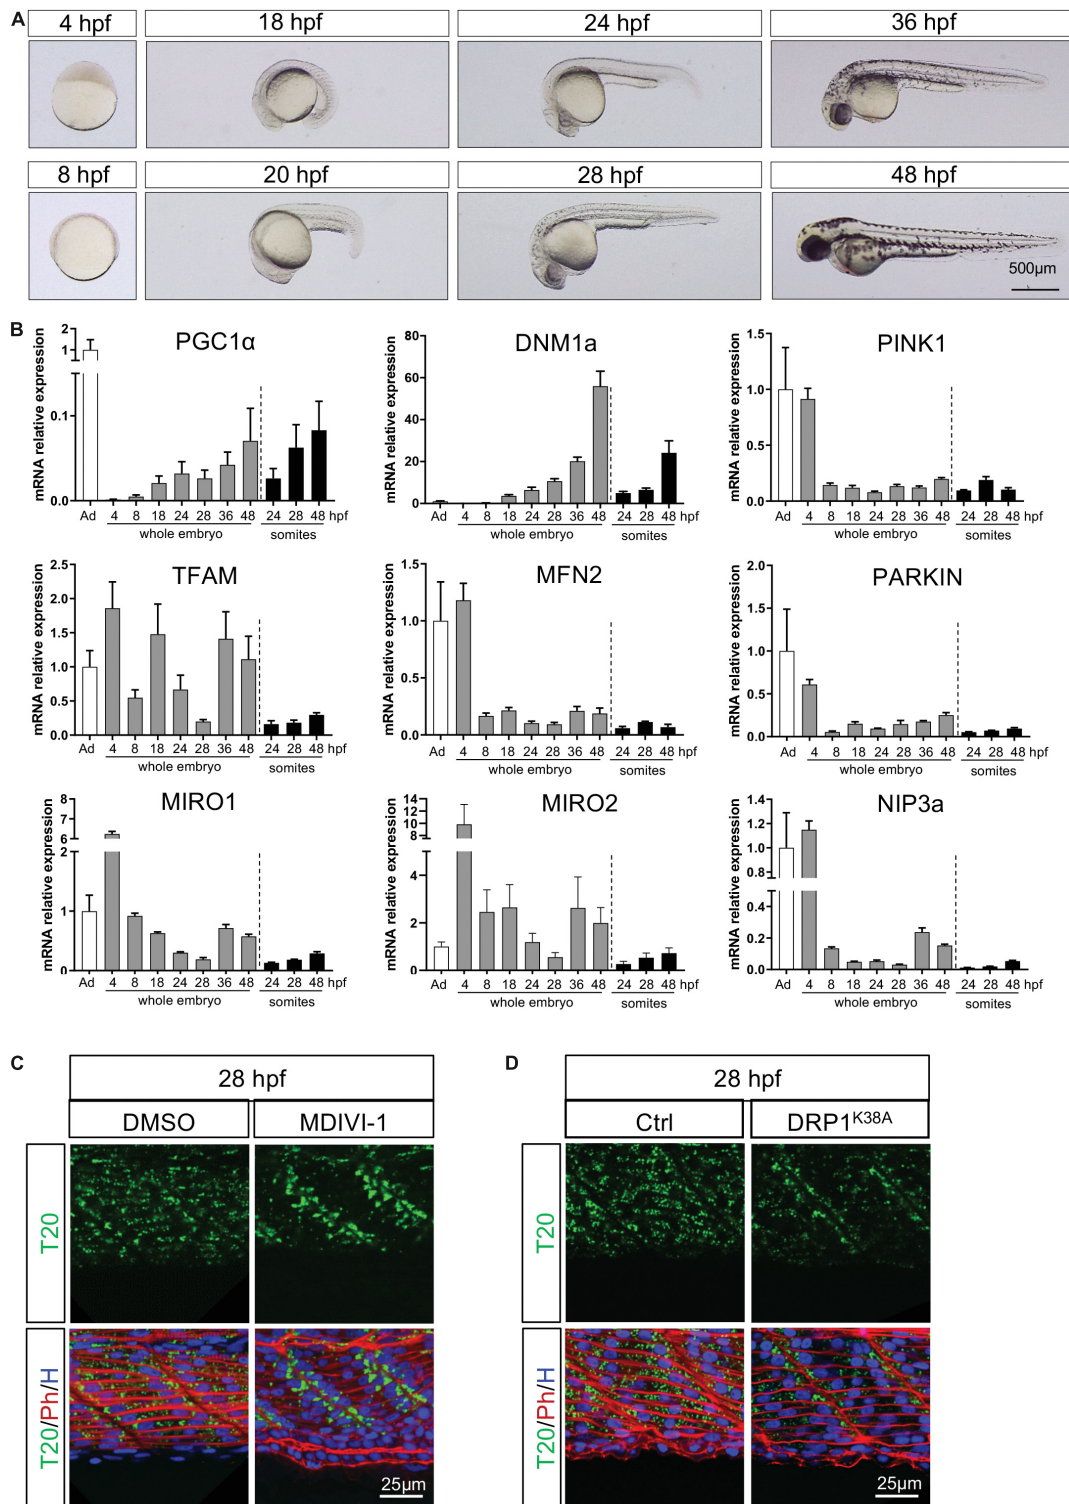 A
4 hpf
18 hpf
24 hpf
36 hpf
8 hpf
20 hpf
28 hpf
48 hpf
500µm
B
PGC1α
mRNA relative expression
2
1
0.1
0.0
Ad 4 8 18 24 28 36 48 24 28 48 hpf
whole embryo
somites
DNM1a
mRNA relative expression
80
60
40
20
0
Ad 4 8 18 24 28 36 48 24 28 48 hpf
whole embryo
somites
PINK1
mRNA relative expression
1.5
1.0
0.5
0.0
Ad 4 8 18 24 28 36 48 24 28 48 hpf
whole embryo
somites
TFAM
mRNA relative expression
2.5
2.0
1.5
1.0
0.5
0.0
Ad 4 8 18 24 28 36 48 24 28 48 hpf
whole embryo
somites
MFN2
mRNA relative expression
1.5
1.0
0.5
0.0
Ad 4 8 18 24 28 36 48 24 28 48 hpf
whole embryo
somites
PARKIN
mRNA relative expression
2.0
1.5
1.0
0.5
0.0
Ad 4 8 18 24 28 36 48 24 28 48 hpf
whole embryo
somites
MIRO1
mRNA relative expression
8
6
2
1
0
Ad 4 8 18 24 28 36 48 24 28 48 hpf
whole embryo
somites
MIRO2
mRNA relative expression
14
12
10
8
4
2
0
Ad 4 8 18 24 28 36 48 24 28 48 hpf
whole embryo
somites
NIP3a
mRNA relative expression
1.4
1.2
1.0
0.8
0.4
0.2
0.0
Ad 4 8 18 24 28 36 48 24 28 48 hpf
whole embryo
somites
C
28 hpf
DMSO
MDIVI-1
T20
T20/Ph/H
25µm
D
28 hpf
Ctrl
DRP1K38A
T20
T20/Ph/H
25µm